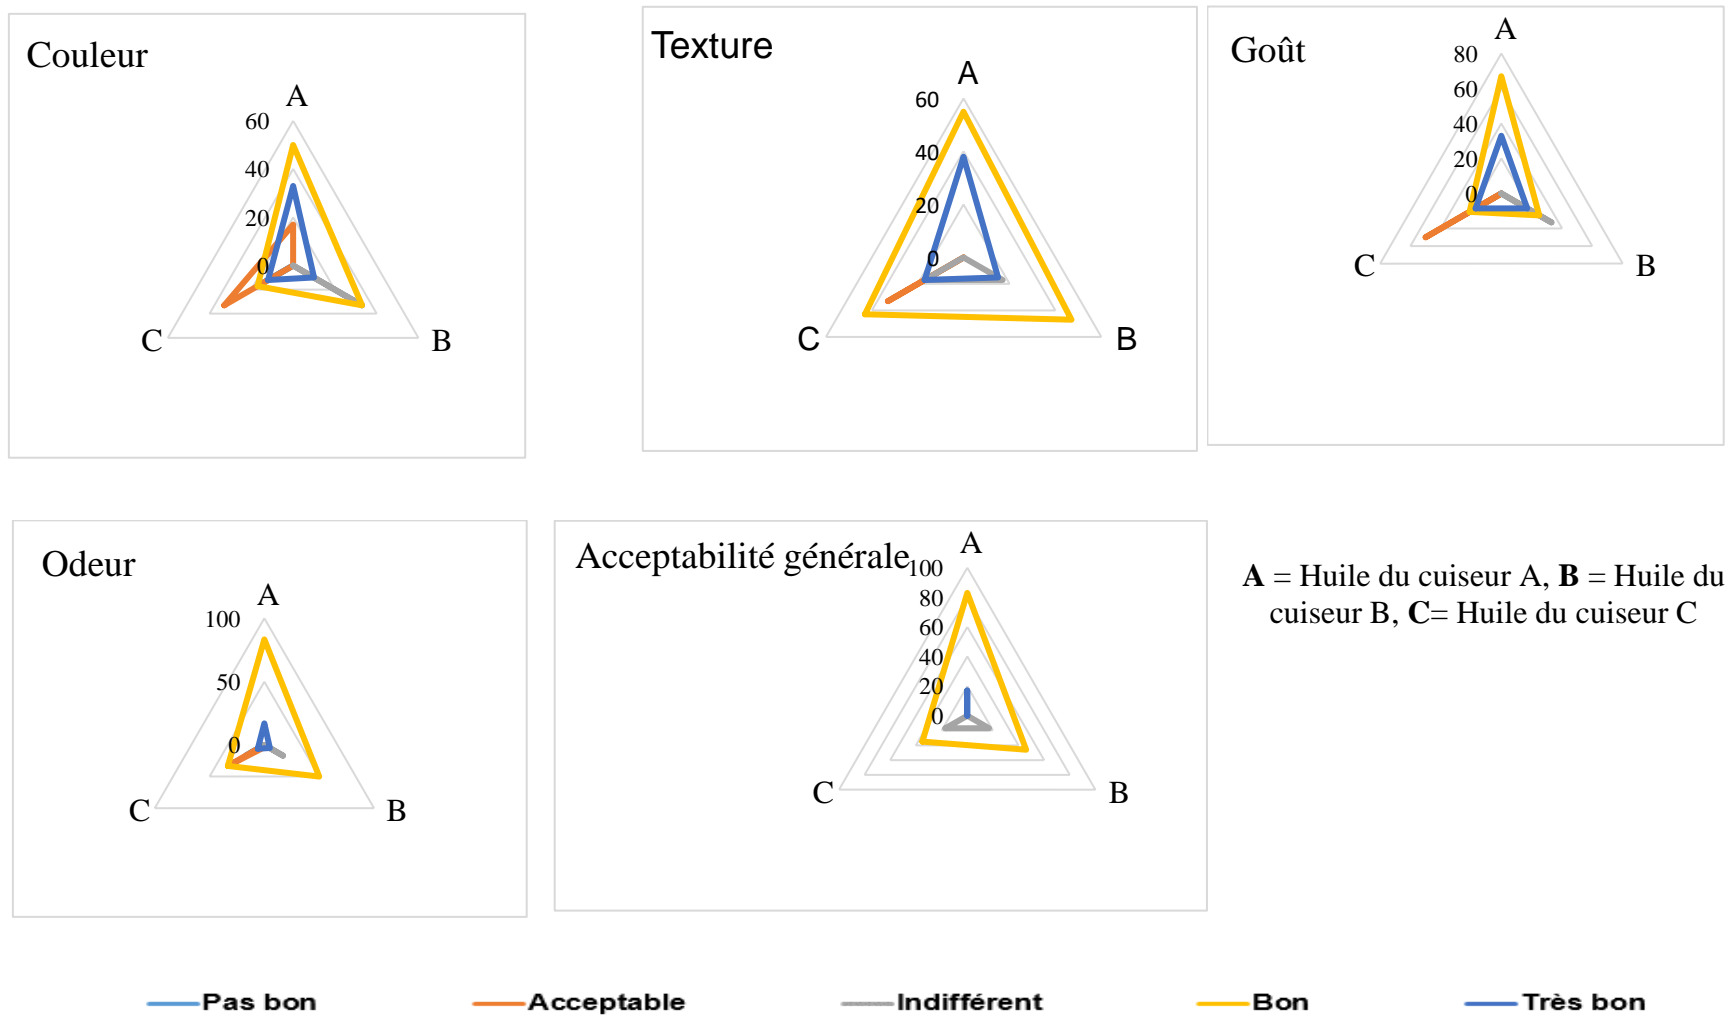 Couleur
A
60
40
20
0
C
B
Texture
A
60
40
20
0
C
B
Goût
A
80
60
40
20
0
C
B
Odeur
A
100
50
0
C
B
Acceptabilité générale
A
100
80
60
40
20
0
C
B
A = Huile du cuiseur A, B = Huile du
cuiseur B, C= Huile du cuiseur C
Pas bon
Acceptable
Indifférent
Bon
Très bon